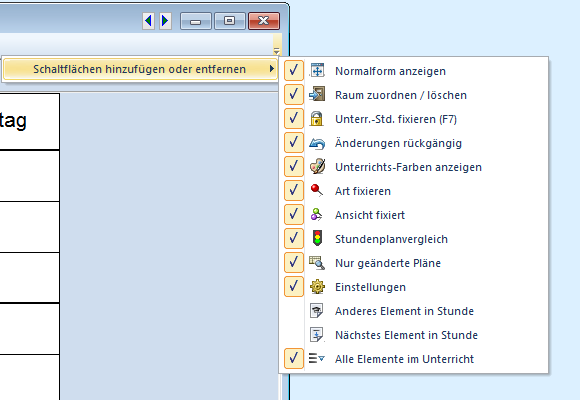 Schaltflächen hinzufügen oder entfernen
tag
Normalform anzeigen
Raum zuordnen / löschen
Unterr.-Std. fixieren (F7)
Änderungen rückgängig
Unterrichts-Farben anzeigen
Art fixieren
Ansicht fixiert
Stundenplanvergleich
Nur geänderte Pläne
Einstellungen
Anderes Element in Stunde
Nächstes Element in Stunde
Alle Elemente im Unterricht